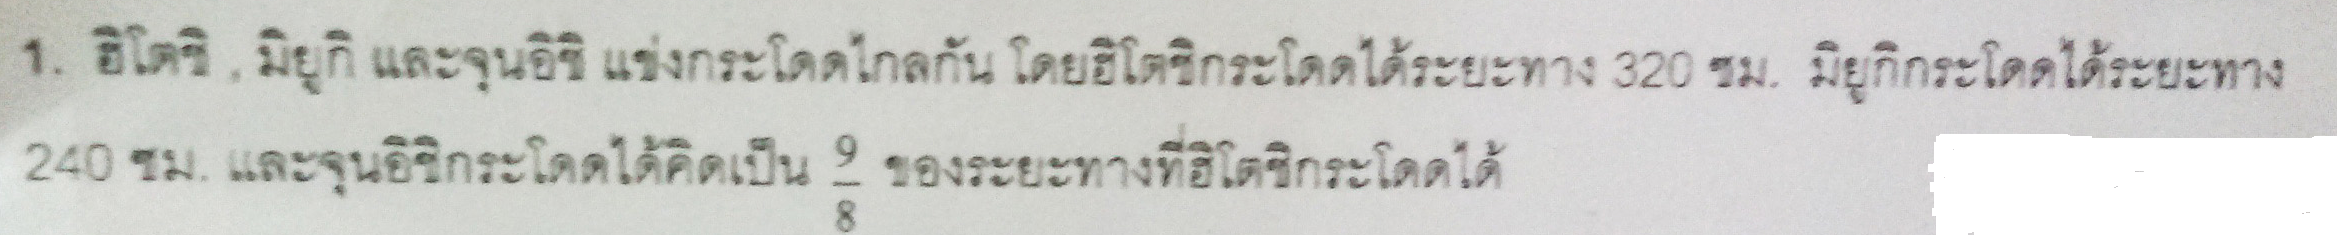 1. ฮิโตชิ , มิยูกิ และจุนอิชิ แข่งกระโดดไกลกัน โดยฮิโตชิกระโดดได้ระยะทาง 320 ซม. มิยูกิกระโดดได้ระยะทาง
240 ซม. และจุนอิชิกระโดดได้คิดเป็น 9/8 ของระยะทางที่ฮิโตชิกระโดดได้